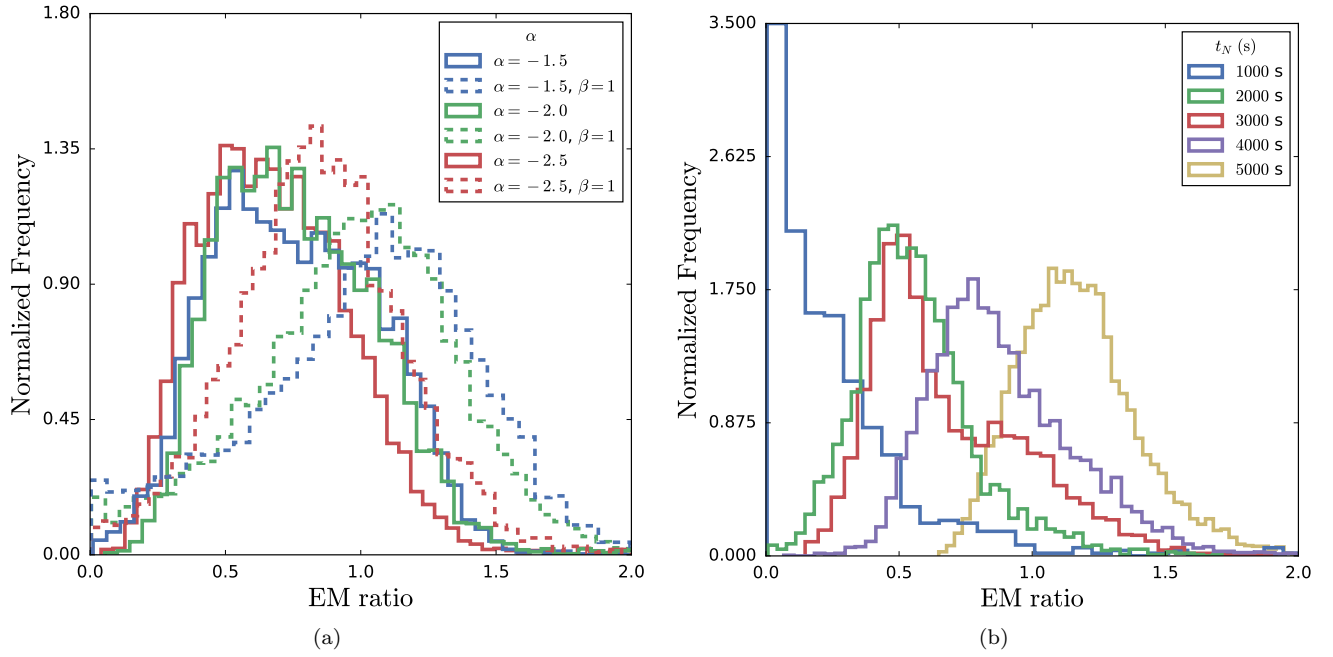 1.80
1.35
0.90
0.45
0.00
Normalized Frequency
α
α = −1.5
α = −1.5, β = 1
α = −2.0
α = −2.0, β = 1
α = −2.5
α = −2.5, β = 1
0.0 0.5 1.0 1.5 2.0
EM ratio
(a)
3.500
2.625
1.750
0.875
0.000
Normalized Frequency
t_N (s)
1000 s
2000 s
3000 s
4000 s
5000 s
0.0 0.5 1.0 1.5 2.0
EM ratio
(b)